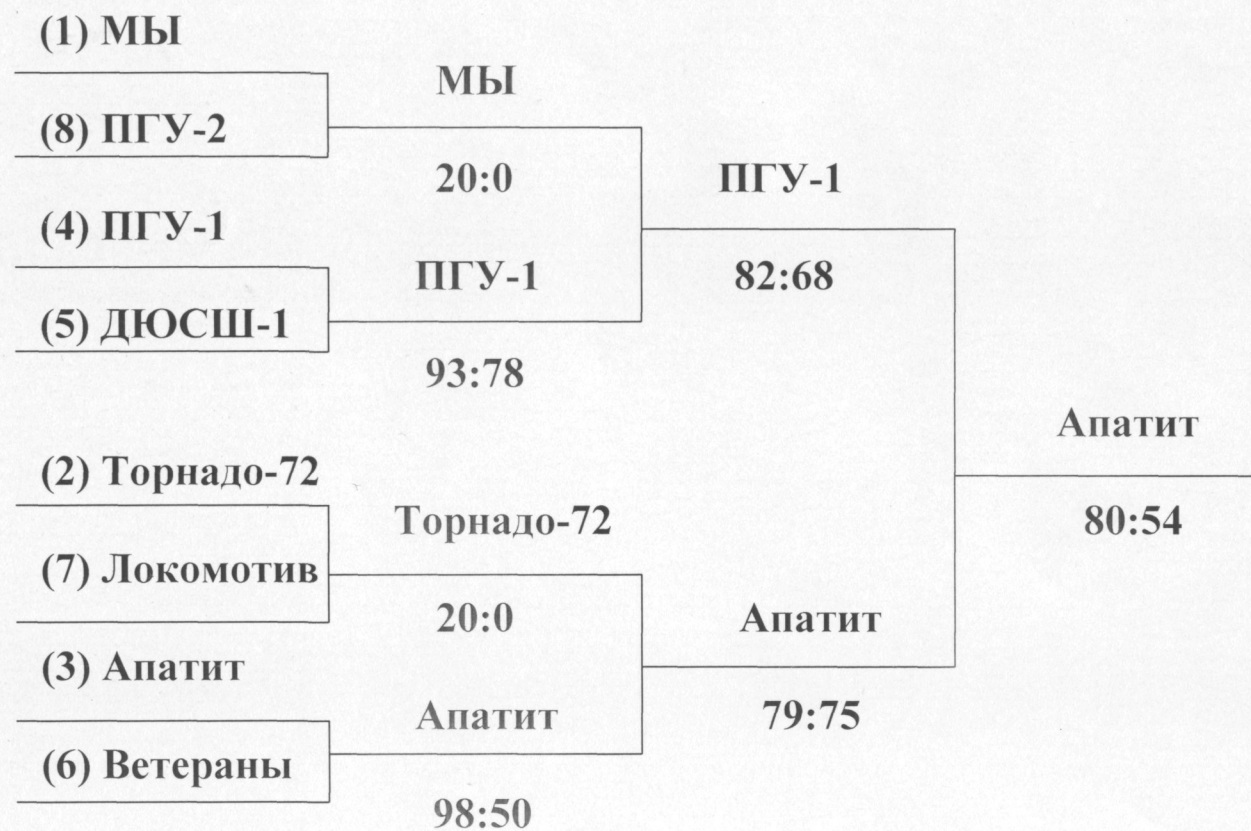 (1) МЫ
МЫ
(8) ПГУ-2
20:0
ПГУ-1
(4) ПГУ-1
ПГУ-1
82:68
(5) ДЮСШ-1
93:78
Апатит
(2) Торнадо-72
Торнадо-72
80:54
(7) Локомотив
20:0
Апатит
(3) Апатит
Апатит
79:75
(6) Ветераны
98:50